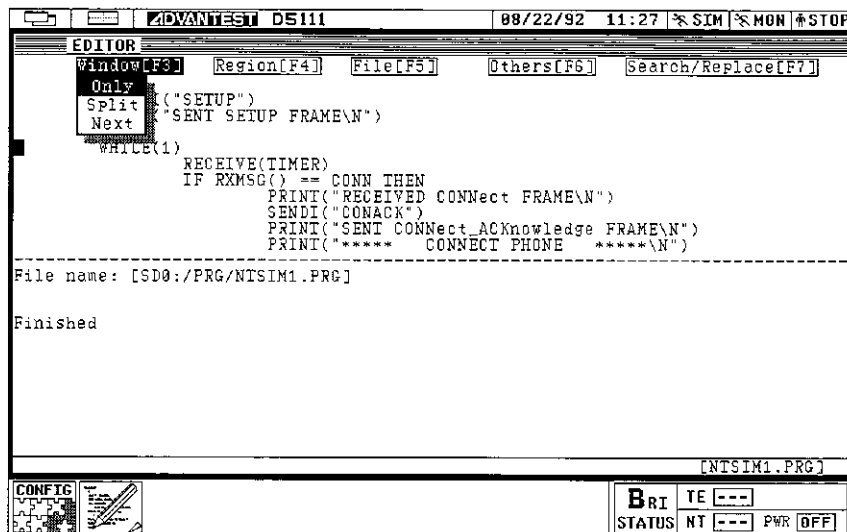 ADVANTEST D5111 08/22/92 11:27 SIM MON STOP
EDITOR
Window[F3] Region[F4] File[F5] Others[F6] Search/Replace[F7]
Only
Split I("SETUP")
Next "SENT SETUP FRAME\N")
WHILE(1)
RECEIVE(TIMER)
IF RXMSG() == CONN THEN
PRINT("RECEIVED CONNect FRAME\N")
SENDI("CONACK")
PRINT("SENT CONNect_ACKnowledge FRAME\N")
PRINT("***** CONNECT PHONE *****\N")
File name: [SD0:/PRG/NTSIM1.PRG]
Finished
[NTSIM1.PRG]
CONFIG
BRI TE ---
STATUS NT --- PWR OFF